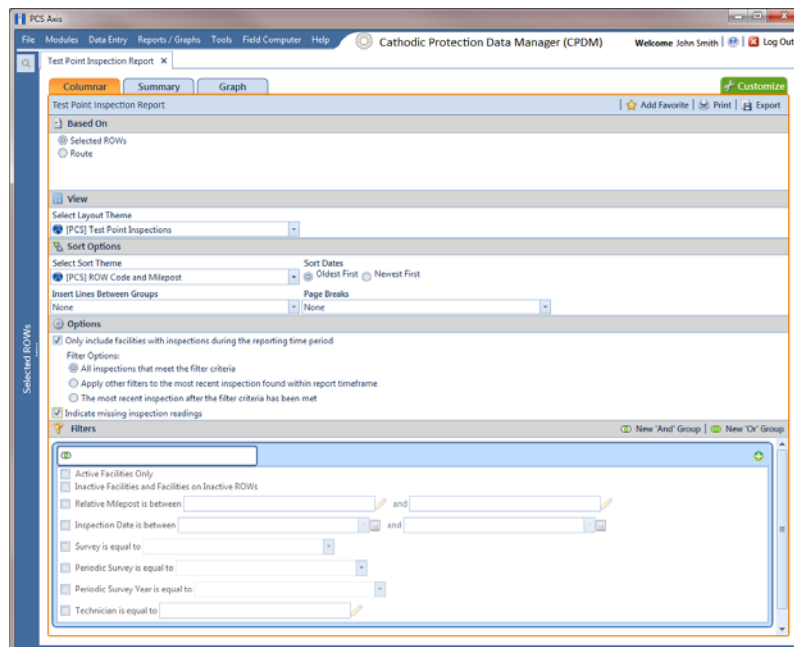 PCS Axis
File Modules Data Entry Reports / Graphs Tools Field Computer Help Cathodic Protection Data Manager (CPDM) Welcome John Smith | | Log Out
Test Point Inspection Report X
Columnar Summary Graph Customize
Test Point Inspection Report | Add Favorite | Print | Export
Based On
Selected ROWs
Route
View
Select Layout Theme
[PCS] Test Point Inspections
Sort Options
Select Sort Theme Sort Dates
[PCS] ROW Code and Milepost Oldest First Newest First
Insert Lines Between Groups Page Breaks
None None
Options
Only include facilities with inspections during the reporting time period
Filter Options:
All inspections that meet the filter criteria
Apply other filters to the most recent inspection found within report timeframe
The most recent inspection after the filter criteria has been met
Indicate missing inspection readings
Filters New 'And' Group | New 'Or' Group
Active Facilities Only
Inactive Facilities and Facilities on Inactive ROWs
Relative Milepost is between and
Inspection Date is between and
Survey is equal to
Periodic Survey is equal to
Periodic Survey Year is equal to
Technician is equal to
Selected ROWs